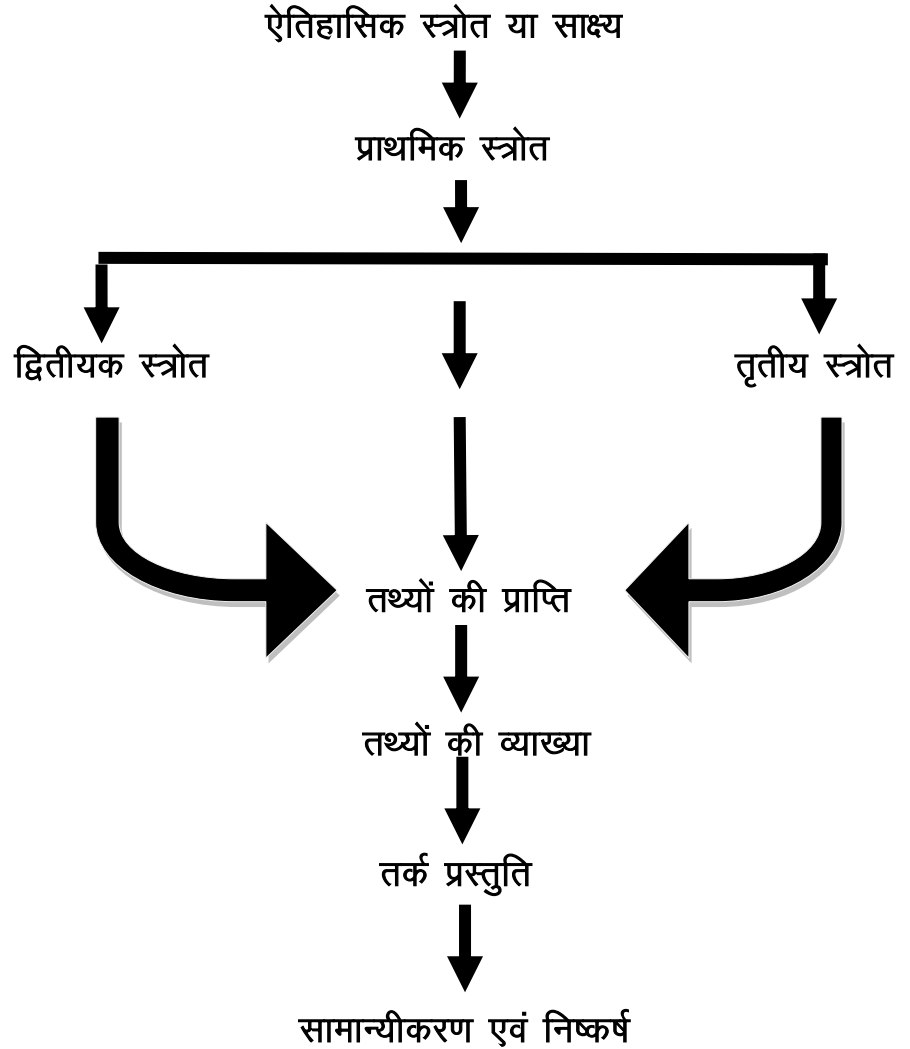 ऐतिहासिक स्त्रोत या साक्ष्य
प्राथमिक स्त्रोत
द्वितीयक स्त्रोत
तृतीय स्त्रोत
तथ्यों की प्राप्ति
तथ्यों की व्याख्या
तर्क प्रस्तुति
सामान्यीकरण एवं निष्कर्ष